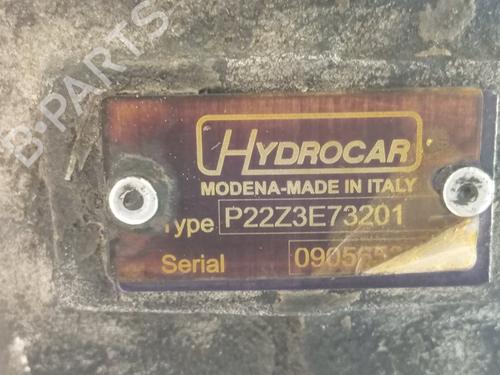 B-PARTS
HYDROCAR
MODENA-MADE IN ITALY
Type P22Z3E73201
Serial